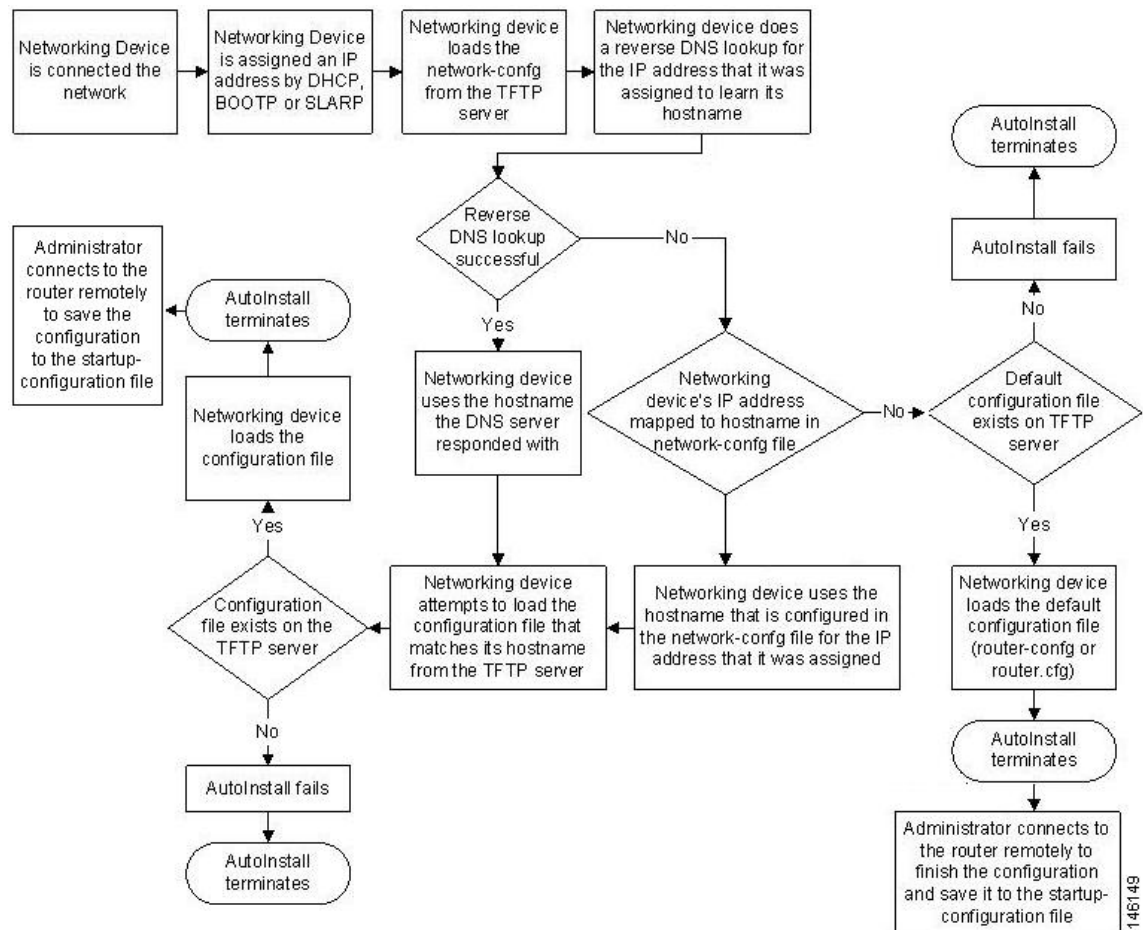 Networking Device
is connected the
network
Networking Device
is assigned an IP
address by DHCP,
BOOTP or SLARP
Networking device
loads the
network-confg
from the TFTP
server
Networking device does
a reverse DNS lookup for
the IP address that it was
assigned to learn its
hostname
AutoInstall
terminates
Reverse
DNS lookup
successful
No
AutoInstall fails
Administrator
connects to the
router remotely
to save the
configuration
to the startup-
configuration file
AutoInstall
terminates
Yes
No
Networking device
loads the
configuration file
Networking device
uses the hostname
the DNS server
responded with
Networking
device's IP address
mapped to hostname in
network-confg file
No
Default
configuration file
exists on TFTP
server
Yes
Yes
Configuration
file exists on the
TFTP server
Networking device
attempts to load the
configuration file that
matches its hostname
from the TFTP server
Networking device uses the
hostname that is configured in
the network-confg file for the IP
address that it was assigned
Networking device
loads the default
configuration file
(router-confg or
router.cfg)
No
AutoInstall fails
AutoInstall
terminates
AutoInstall
terminates
Administrator connects to
the router remotely to
finish the configuration
and save it to the startup-
configuration file
146149